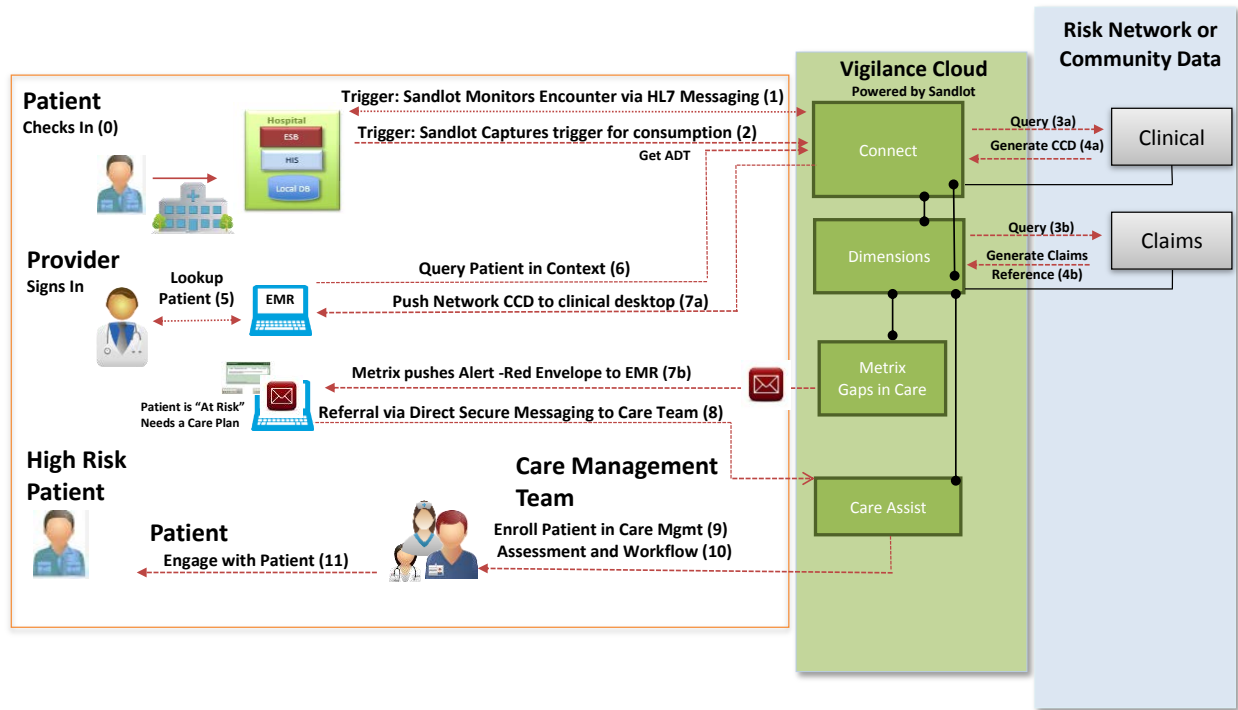 Risk Network or
Community Data
Vigilance Cloud
Powered by Sandlot
Patient
Checks In (0)
Hospital
ESB
HIS
Local DB
Trigger: Sandlot Monitors Encounter via HL7 Messaging (1)
Trigger: Sandlot Captures trigger for consumption (2)
Get ADT
Connect
Query (3a)
Generate CCD (4a)
Clinical
Provider
Signs In
Lookup
Patient (5)
EMR
Query Patient in Context (6)
Push Network CCD to clinical desktop (7a)
Dimensions
Query (3b)
Generate Claims
Reference (4b)
Claims
Metrix pushes Alert -Red Envelope to EMR (7b)
Metrix
Gaps in Care
Patient is “At Risk”
Needs a Care Plan
Referral via Direct Secure Messaging to Care Team (8)
High Risk
Patient
Care Management
Team
Care Assist
Enroll Patient in Care Mgmt (9)
Assessment and Workflow (10)
Patient
Engage with Patient (11)